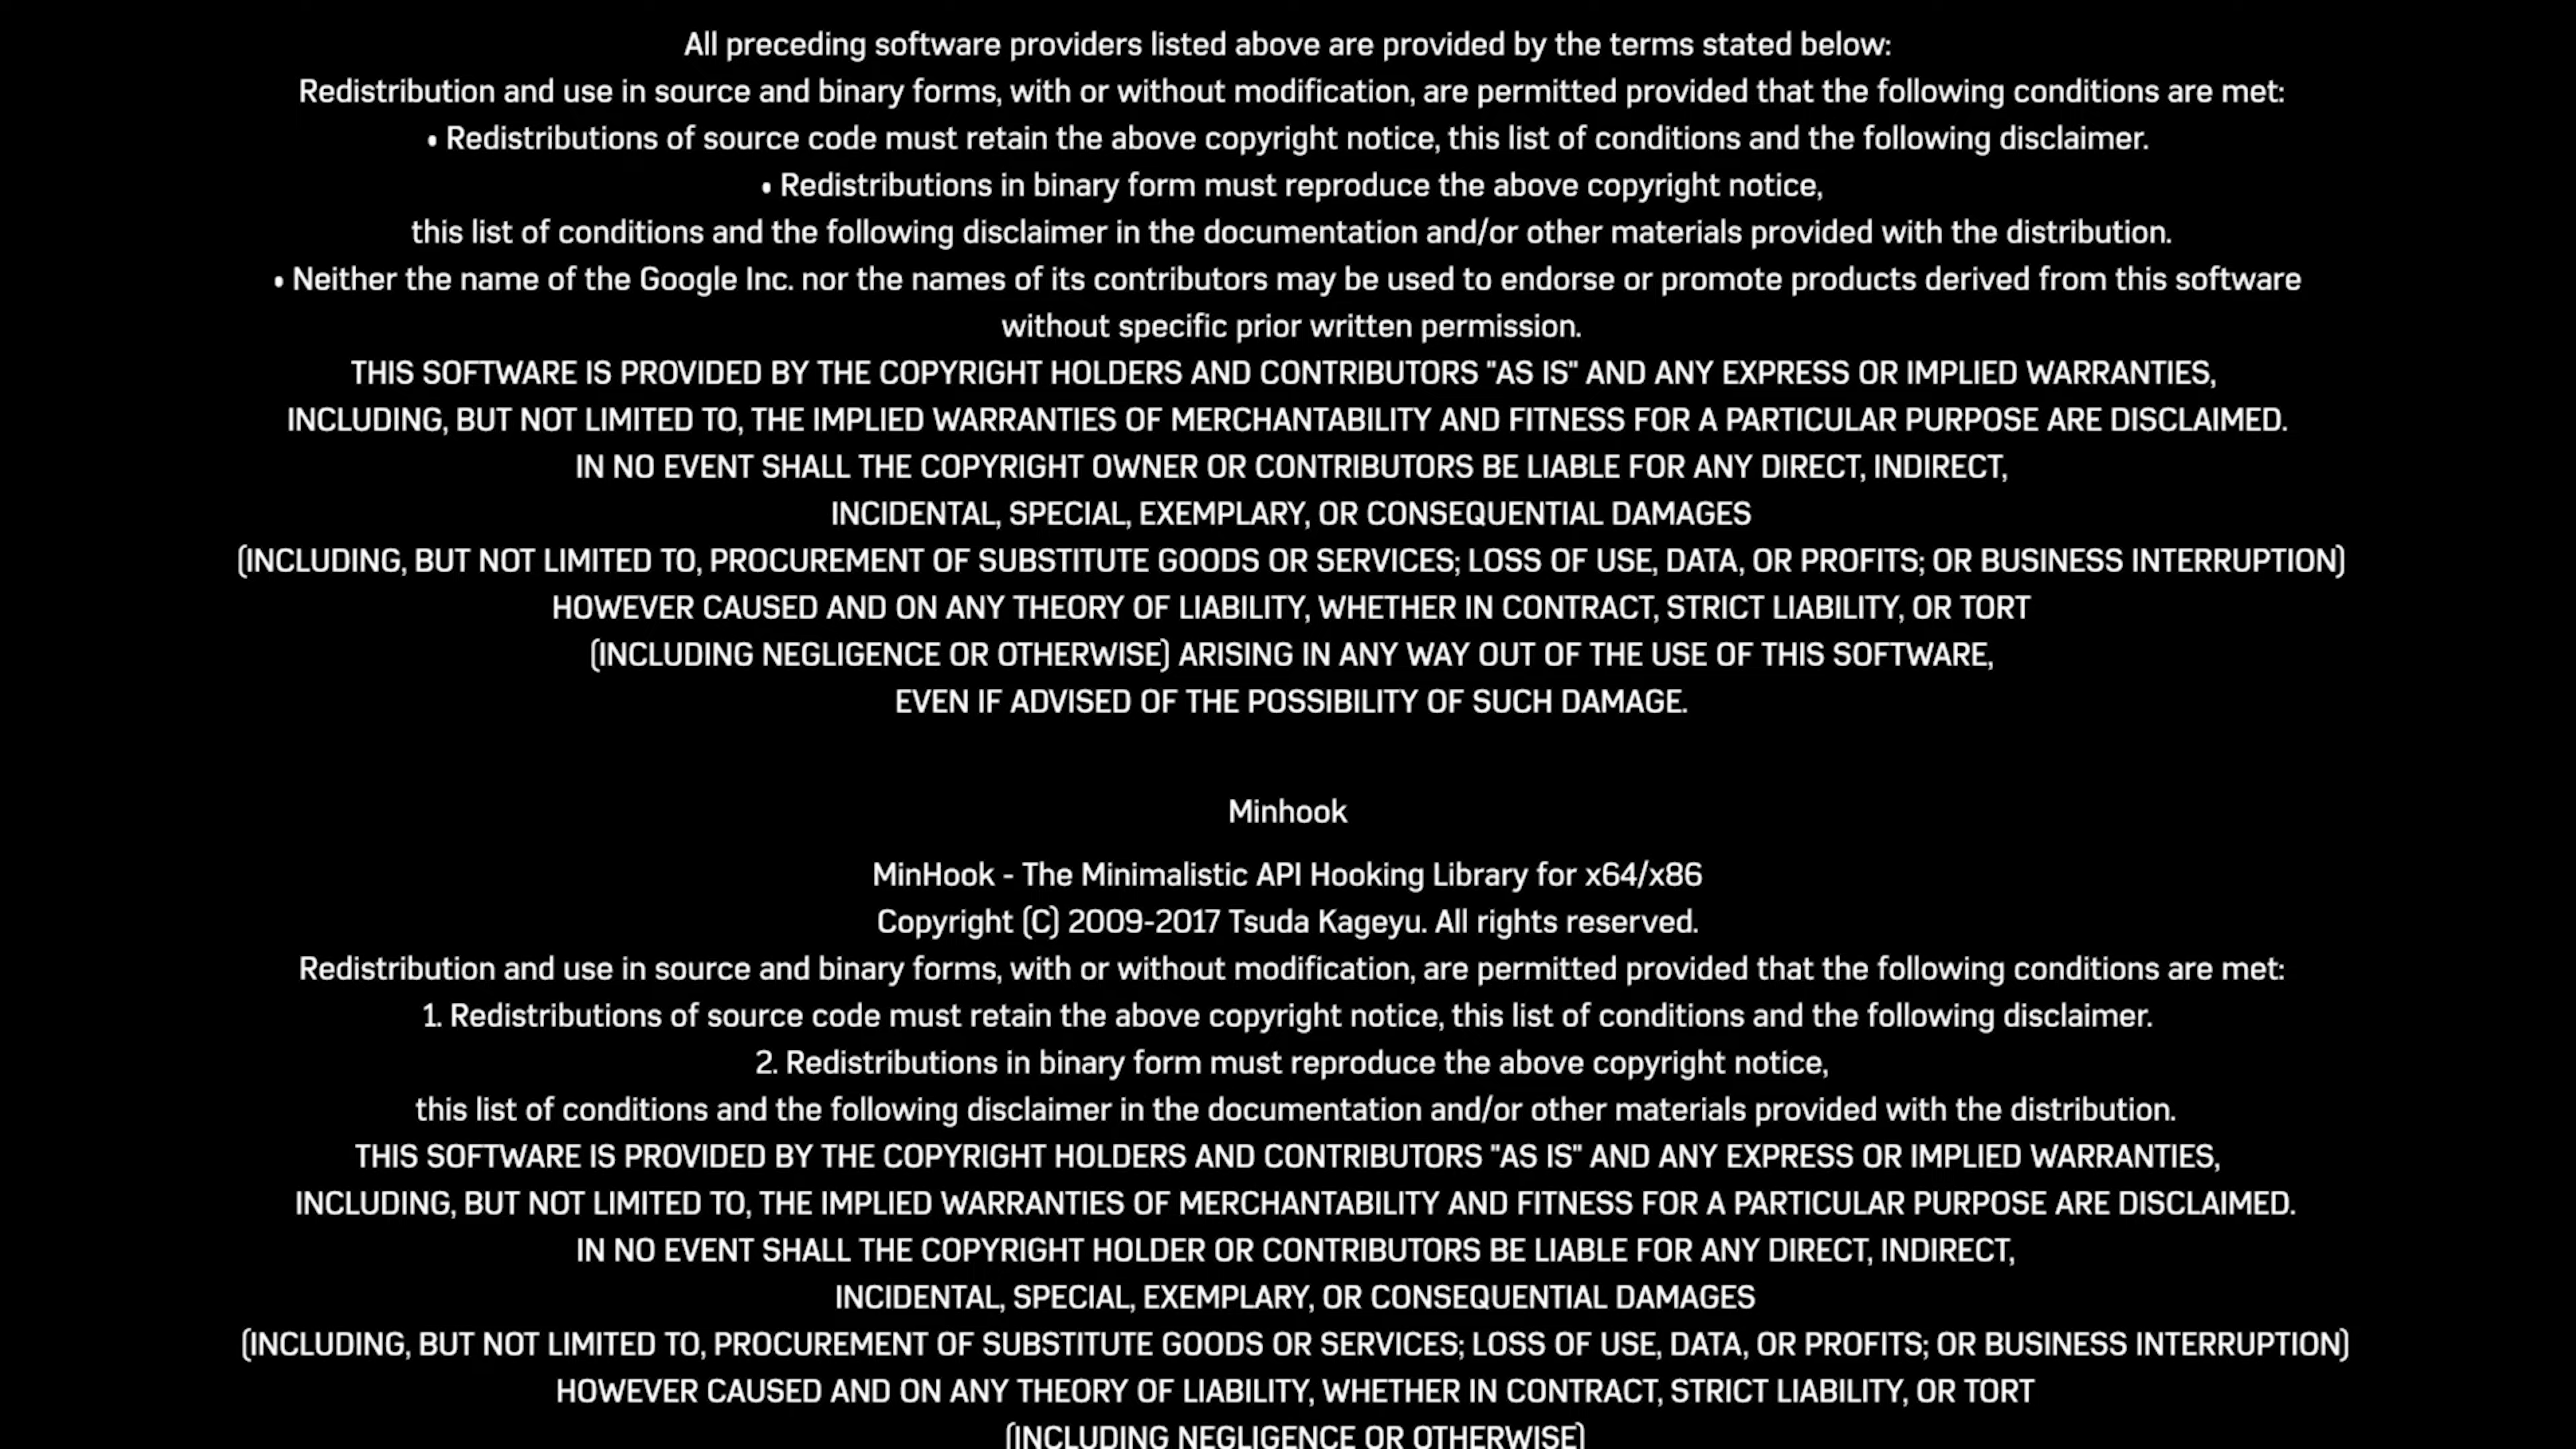 All preceding software providers listed above are provided by the terms stated below:
Redistribution and use in source and binary forms, with or without modification, are permitted provided that the following conditions are met:
• Redistributions of source code must retain the above copyright notice, this list of conditions and the following disclaimer.
• Redistributions in binary form must reproduce the above copyright notice,
this list of conditions and the following disclaimer in the documentation and/or other materials provided with the distribution.
• Neither the name of the Google Inc. nor the names of its contributors may be used to endorse or promote products derived from this software
without specific prior written permission.
THIS SOFTWARE IS PROVIDED BY THE COPYRIGHT HOLDERS AND CONTRIBUTORS "AS IS" AND ANY EXPRESS OR IMPLIED WARRANTIES,
INCLUDING, BUT NOT LIMITED TO, THE IMPLIED WARRANTIES OF MERCHANTABILITY AND FITNESS FOR A PARTICULAR PURPOSE ARE DISCLAIMED.
IN NO EVENT SHALL THE COPYRIGHT OWNER OR CONTRIBUTORS BE LIABLE FOR ANY DIRECT, INDIRECT,
INCIDENTAL, SPECIAL, EXEMPLARY, OR CONSEQUENTIAL DAMAGES
(INCLUDING, BUT NOT LIMITED TO, PROCUREMENT OF SUBSTITUTE GOODS OR SERVICES; LOSS OF USE, DATA, OR PROFITS; OR BUSINESS INTERRUPTION)
HOWEVER CAUSED AND ON ANY THEORY OF LIABILITY, WHETHER IN CONTRACT, STRICT LIABILITY, OR TORT
(INCLUDING NEGLIGENCE OR OTHERWISE) ARISING IN ANY WAY OUT OF THE USE OF THIS SOFTWARE,
EVEN IF ADVISED OF THE POSSIBILITY OF SUCH DAMAGE.
Minhook
MinHook - The Minimalistic API Hooking Library for x64/x86
Copyright (C) 2009-2017 Tsuda Kageyu. All rights reserved.
Redistribution and use in source and binary forms, with or without modification, are permitted provided that the following conditions are met:
1. Redistributions of source code must retain the above copyright notice, this list of conditions and the following disclaimer.
2. Redistributions in binary form must reproduce the above copyright notice,
this list of conditions and the following disclaimer in the documentation and/or other materials provided with the distribution.
THIS SOFTWARE IS PROVIDED BY THE COPYRIGHT HOLDERS AND CONTRIBUTORS "AS IS" AND ANY EXPRESS OR IMPLIED WARRANTIES,
INCLUDING, BUT NOT LIMITED TO, THE IMPLIED WARRANTIES OF MERCHANTABILITY AND FITNESS FOR A PARTICULAR PURPOSE ARE DISCLAIMED.
IN NO EVENT SHALL THE COPYRIGHT HOLDER OR CONTRIBUTORS BE LIABLE FOR ANY DIRECT, INDIRECT,
INCIDENTAL, SPECIAL, EXEMPLARY, OR CONSEQUENTIAL DAMAGES
(INCLUDING, BUT NOT LIMITED TO, PROCUREMENT OF SUBSTITUTE GOODS OR SERVICES; LOSS OF USE, DATA, OR PROFITS; OR BUSINESS INTERRUPTION)
HOWEVER CAUSED AND ON ANY THEORY OF LIABILITY, WHETHER IN CONTRACT, STRICT LIABILITY, OR TORT
(INCLUDING NEGLIGENCE OR OTHERWISE)